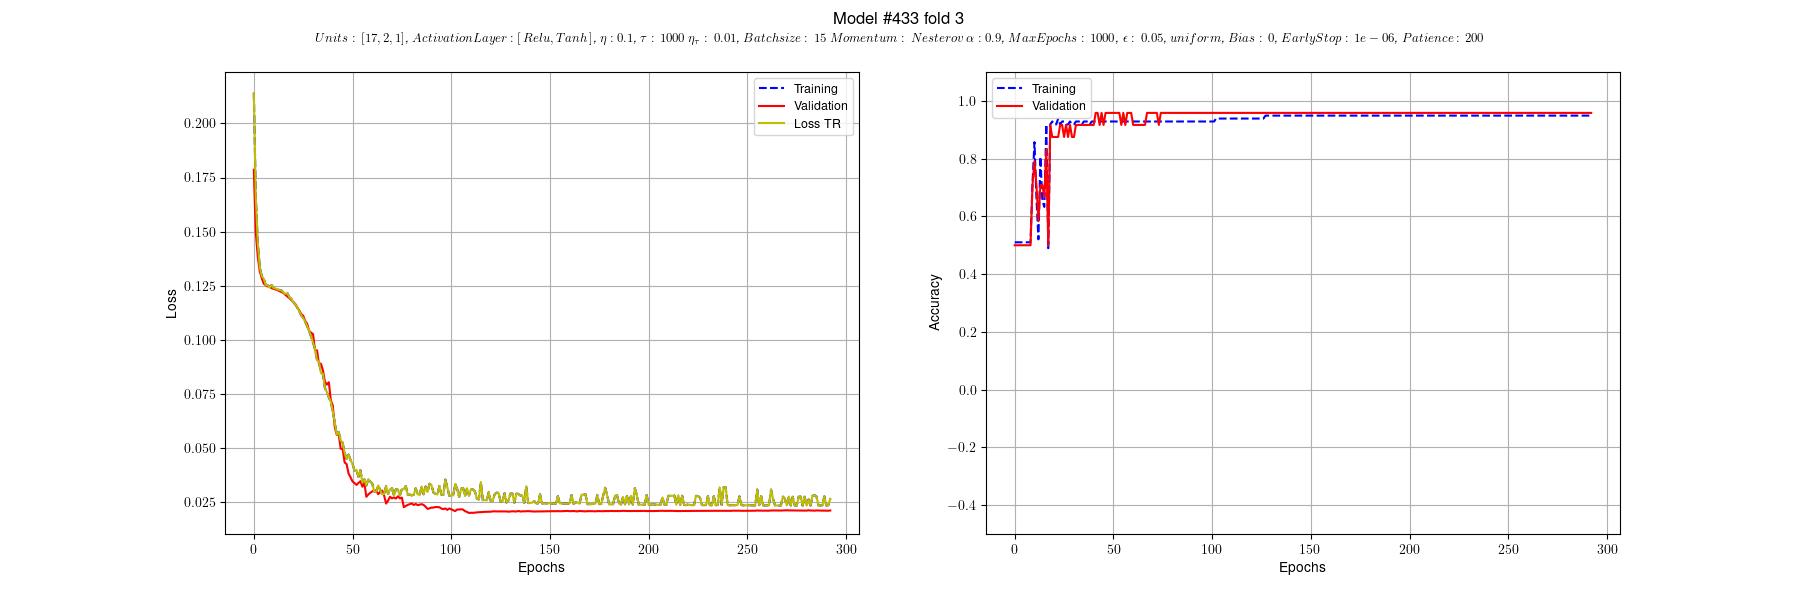 Model #433 fold 3
Units : [17, 2, 1], ActivationLayer : [ Relu, Tanh ], η : 0.1, τ : 1000 η_τ : 0.01, Batchsize : 15 Momentum : Nesterov α : 0.9, MaxEpochs : 1000, ϵ : 0.05, uniform, Bias : 0, EarlyStop : 1e − 06, Patience : 200
Training
Validation
Loss TR
0.200
0.175
0.150
0.125
0.100
0.075
0.050
0.025
Loss
0
50
100
150
200
250
300
Epochs
Training
Validation
1.0
0.8
0.6
0.4
0.2
0.0
−0.2
−0.4
Accuracy
0
50
100
150
200
250
300
Epochs